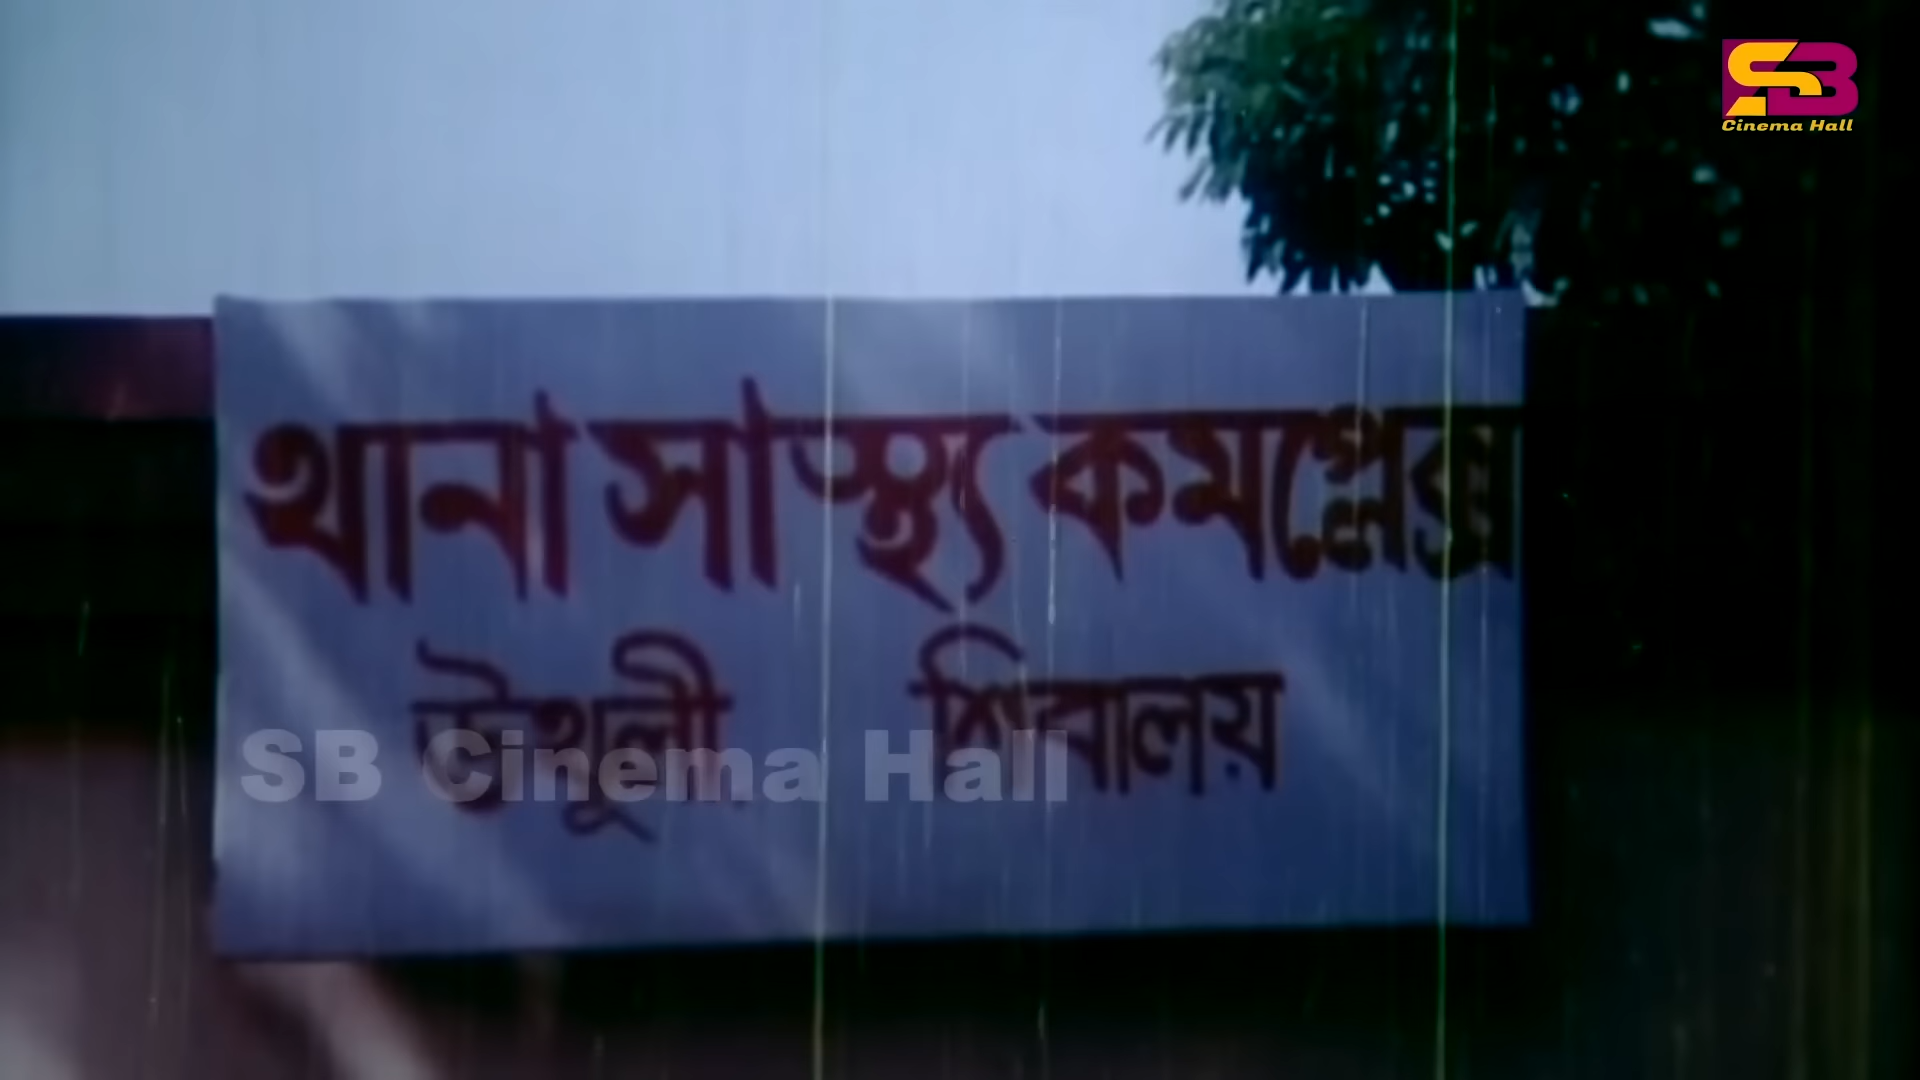 SB
Cinema Hall
থানা সাস্থ্য কমপ্লেক্স
উথুলী শিবালয়
SB Cinema Hall